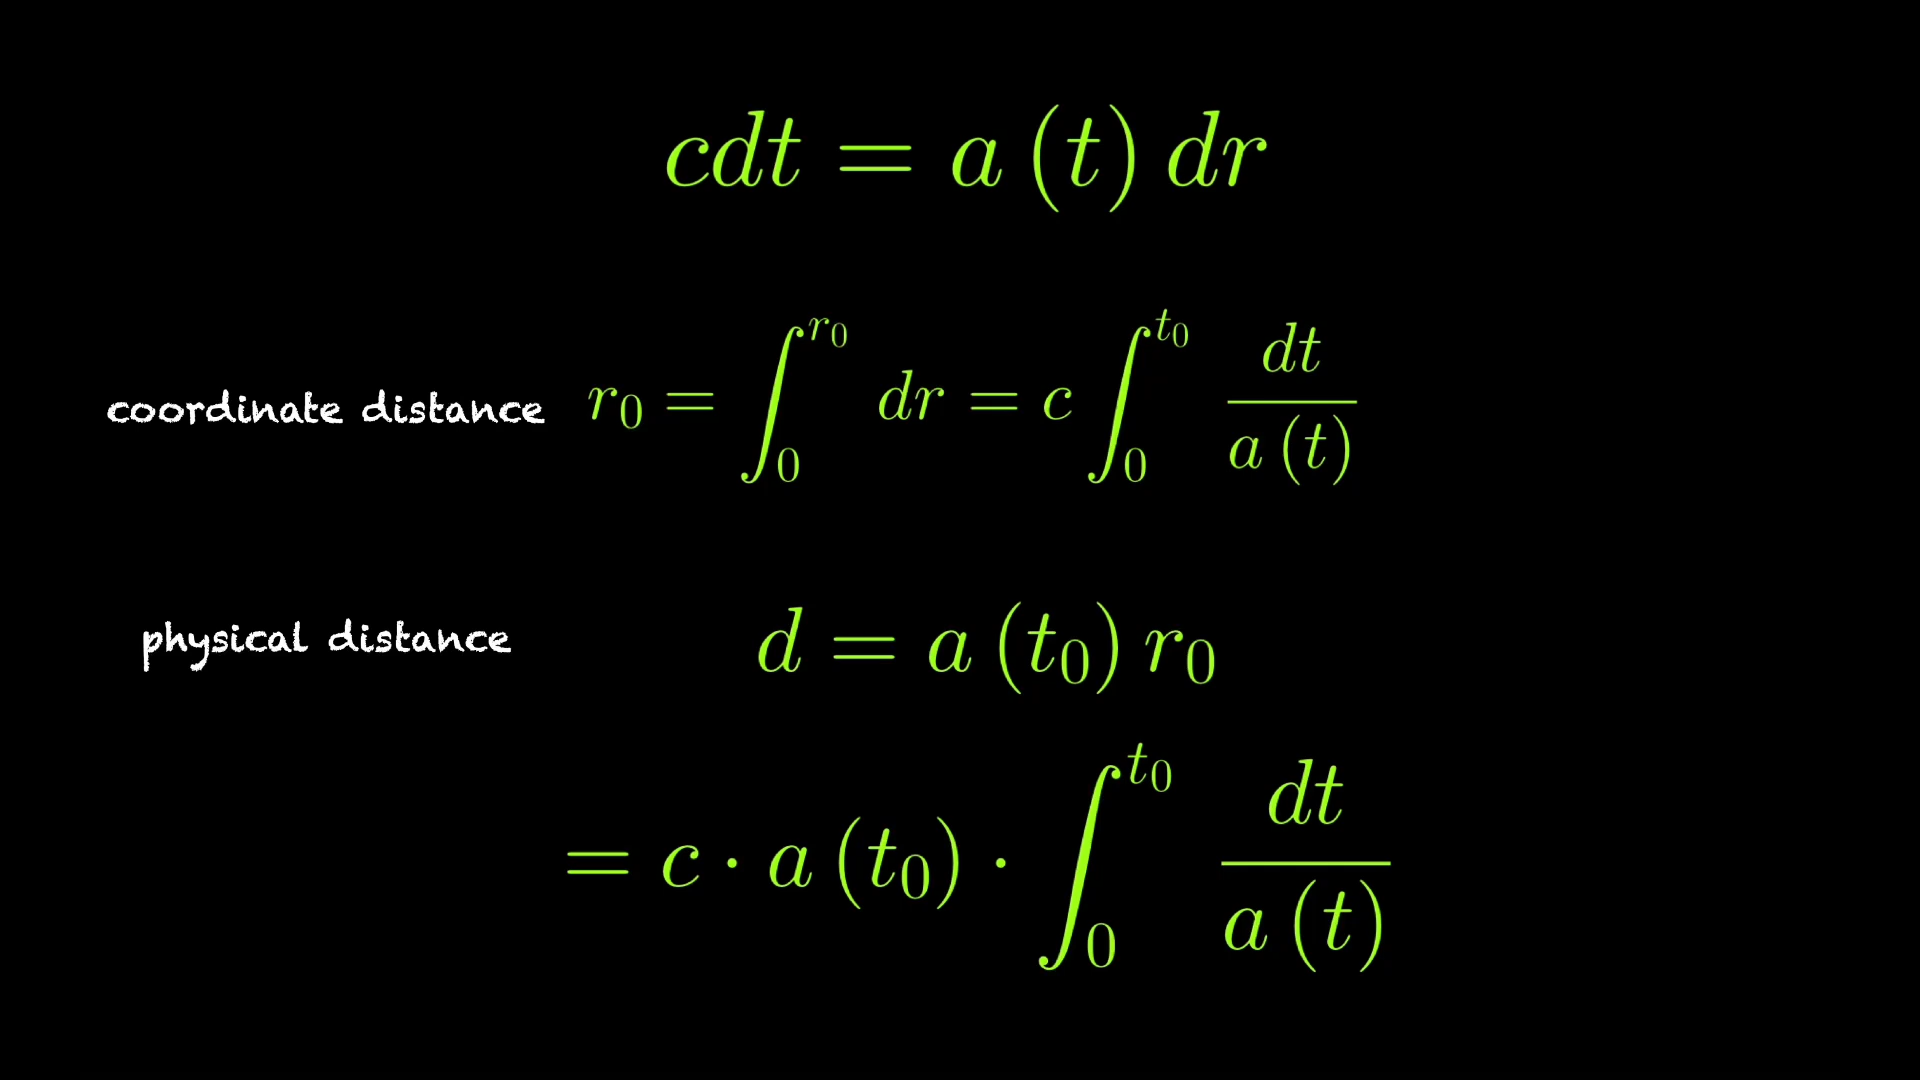 cdt = a(t) dr
coordinate distance r₀ = ∫₀^{r₀} dr = c ∫₀^{t₀} dt / a(t)
physical distance d = a(t₀) r₀
= c · a(t₀) · ∫₀^{t₀} dt / a(t)